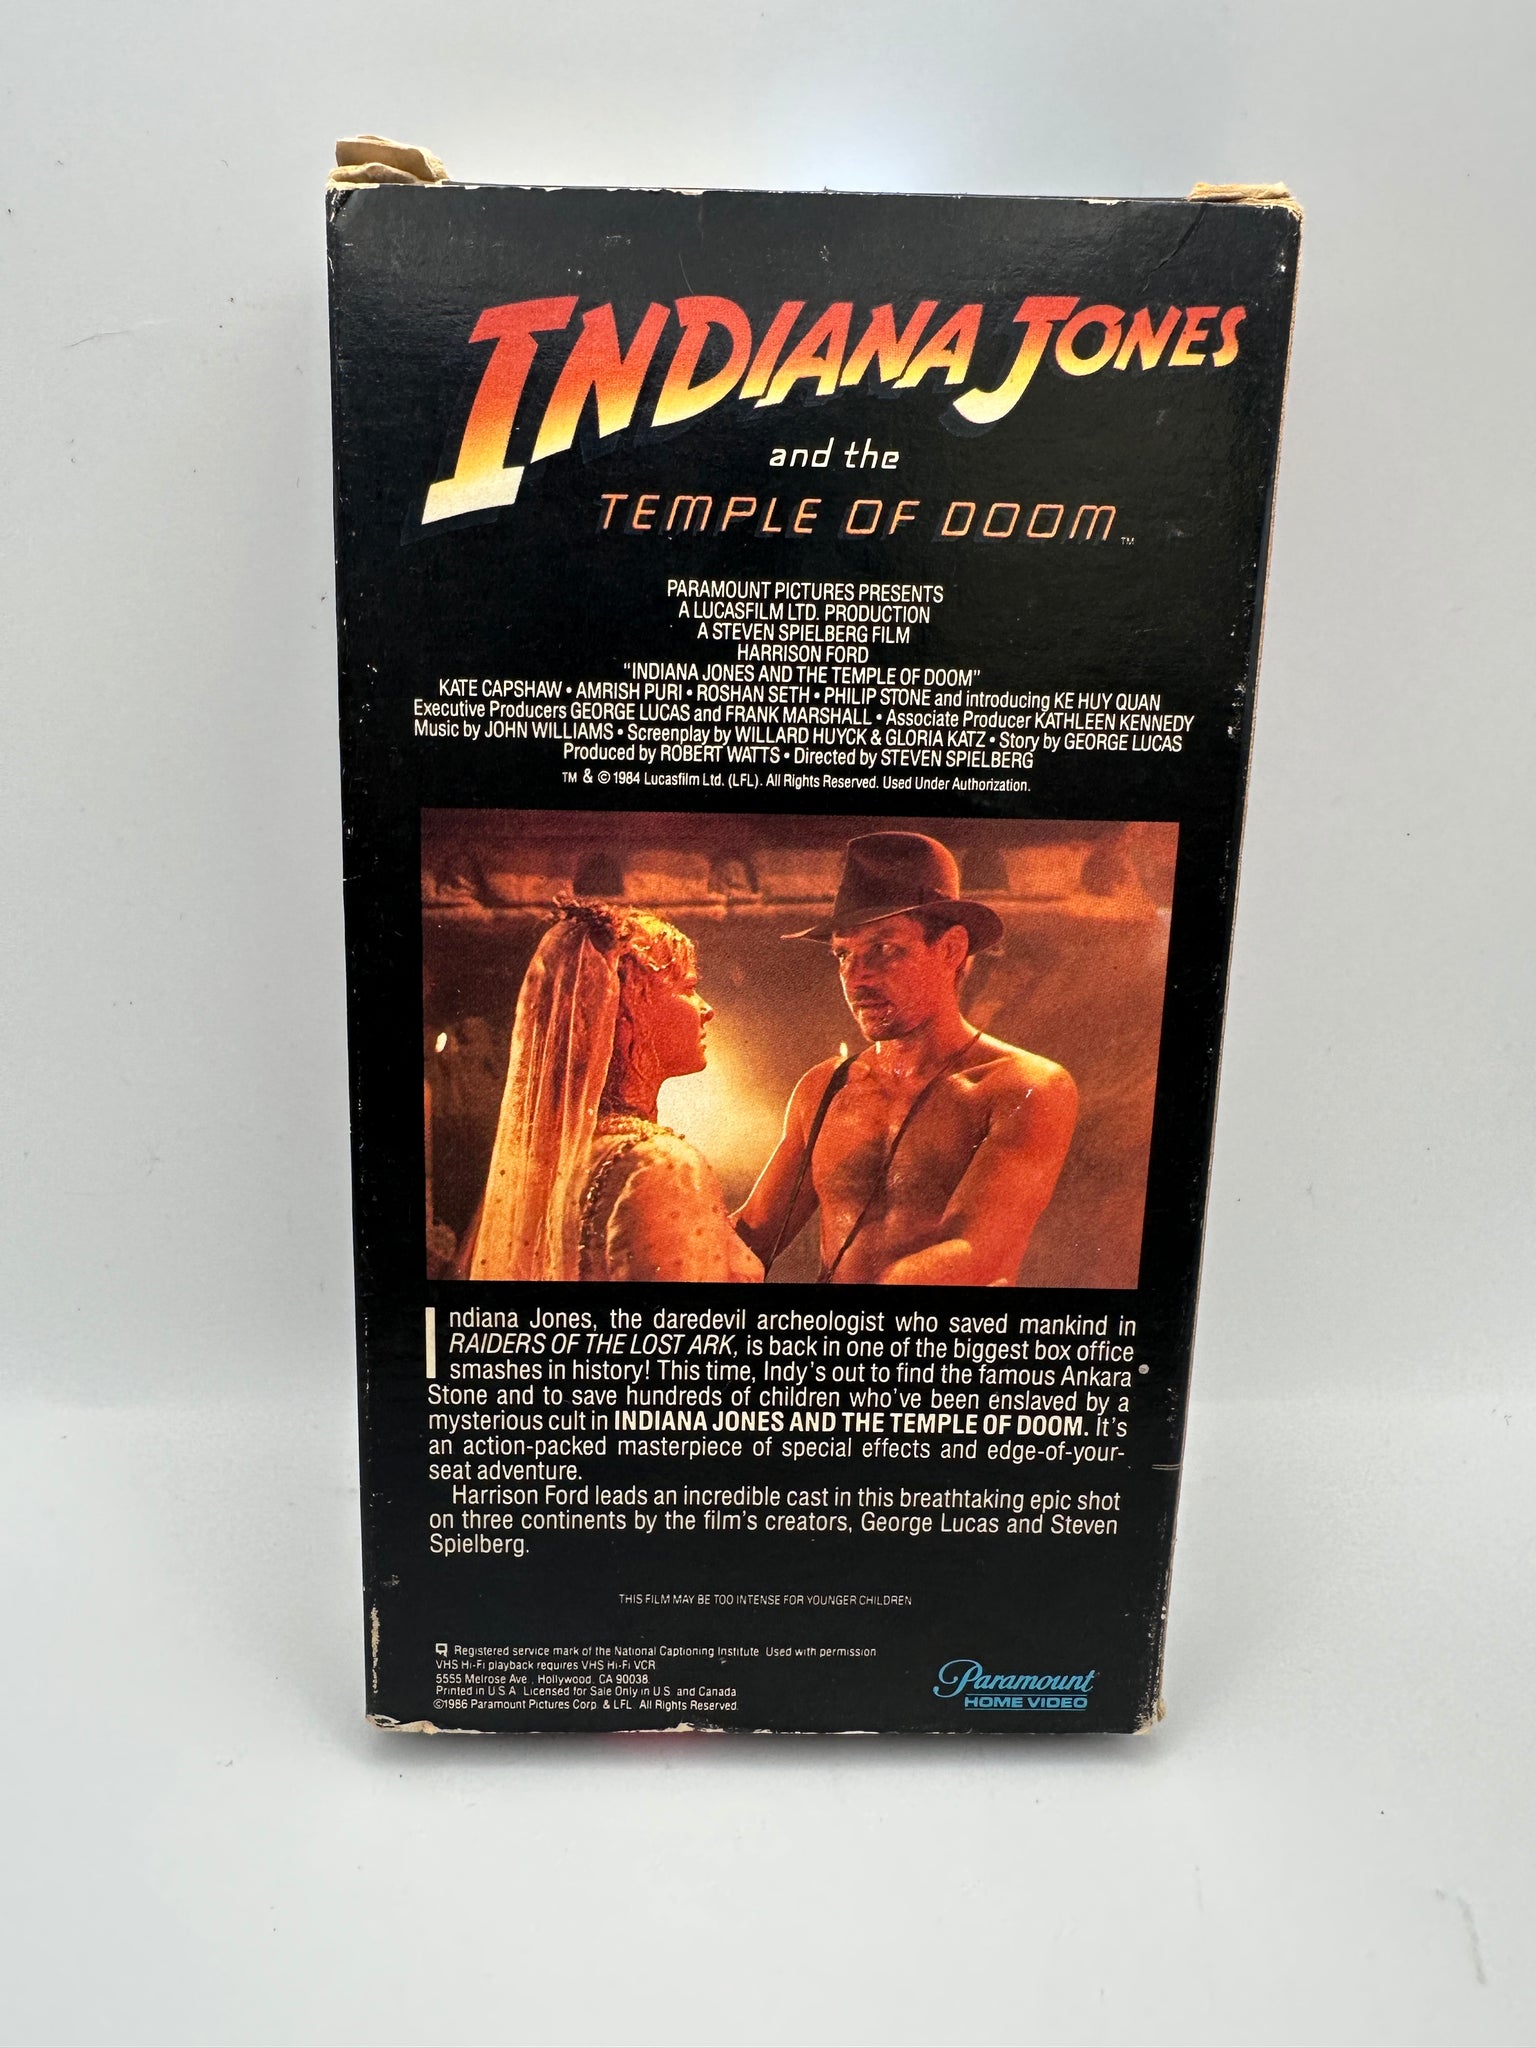 INDIANA JONES
and the
TEMPLE OF DOOM™
PARAMOUNT PICTURES PRESENTS
A LUCASFILM LTD. PRODUCTION
A STEVEN SPIELBERG FILM
HARRISON FORD
"INDIANA JONES AND THE TEMPLE OF DOOM"
KATE CAPSHAW • AMRISH PURI • ROSHAN SETH • PHILIP STONE and introducing KE HUY QUAN
Executive Producers GEORGE LUCAS and FRANK MARSHALL • Associate Producer KATHLEEN KENNEDY
Music by JOHN WILLIAMS • Screenplay by WILLARD HUYCK & GLORIA KATZ • Story by GEORGE LUCAS
Produced by ROBERT WATTS • Directed by STEVEN SPIELBERG
TM & © 1984 Lucasfilm Ltd. (LFL). All Rights Reserved. Used Under Authorization.
Indiana Jones, the daredevil archeologist who saved mankind in
RAIDERS OF THE LOST ARK, is back in one of the biggest box office
smashes in history! This time, Indy's out to find the famous Ankara
Stone and to save hundreds of children who've been enslaved by a
mysterious cult in INDIANA JONES AND THE TEMPLE OF DOOM. It's
an action-packed masterpiece of special effects and edge-of-your-
seat adventure.
Harrison Ford leads an incredible cast in this breathtaking epic shot
on three continents by the film's creators, George Lucas and Steven
Spielberg.
THIS FILM MAY BE TOO INTENSE FOR YOUNGER CHILDREN
Registered service mark of the National Captioning Institute. Used with permission
VHS Hi-Fi playback requires VHS Hi-Fi VCR
5555 Melrose Ave., Hollywood, CA 90038
Printed in U.S.A. Licensed for Sale Only in U.S. and Canada
©1986 Paramount Pictures Corp. & LFL. All Rights Reserved.
Paramount
HOME VIDEO